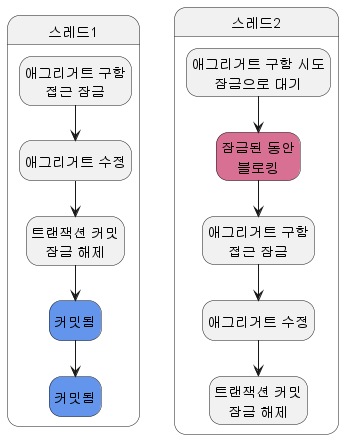 스레드1
애그리거트 구함
접근 잠금
애그리거트 수정
트랜잭션 커밋
잠금 해제
커밋됨
커밋됨
스레드2
애그리거트 구함 시도
잠금으로 대기
잠금된 동안
블로킹
애그리거트 구함
접근 잠금
애그리거트 수정
트랜잭션 커밋
잠금 해제